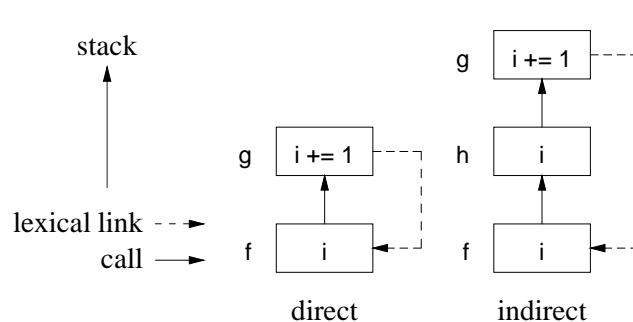 stack
lexical link
call
g
i += 1
f
i
direct
g
i += 1
h
i
f
i
indirect